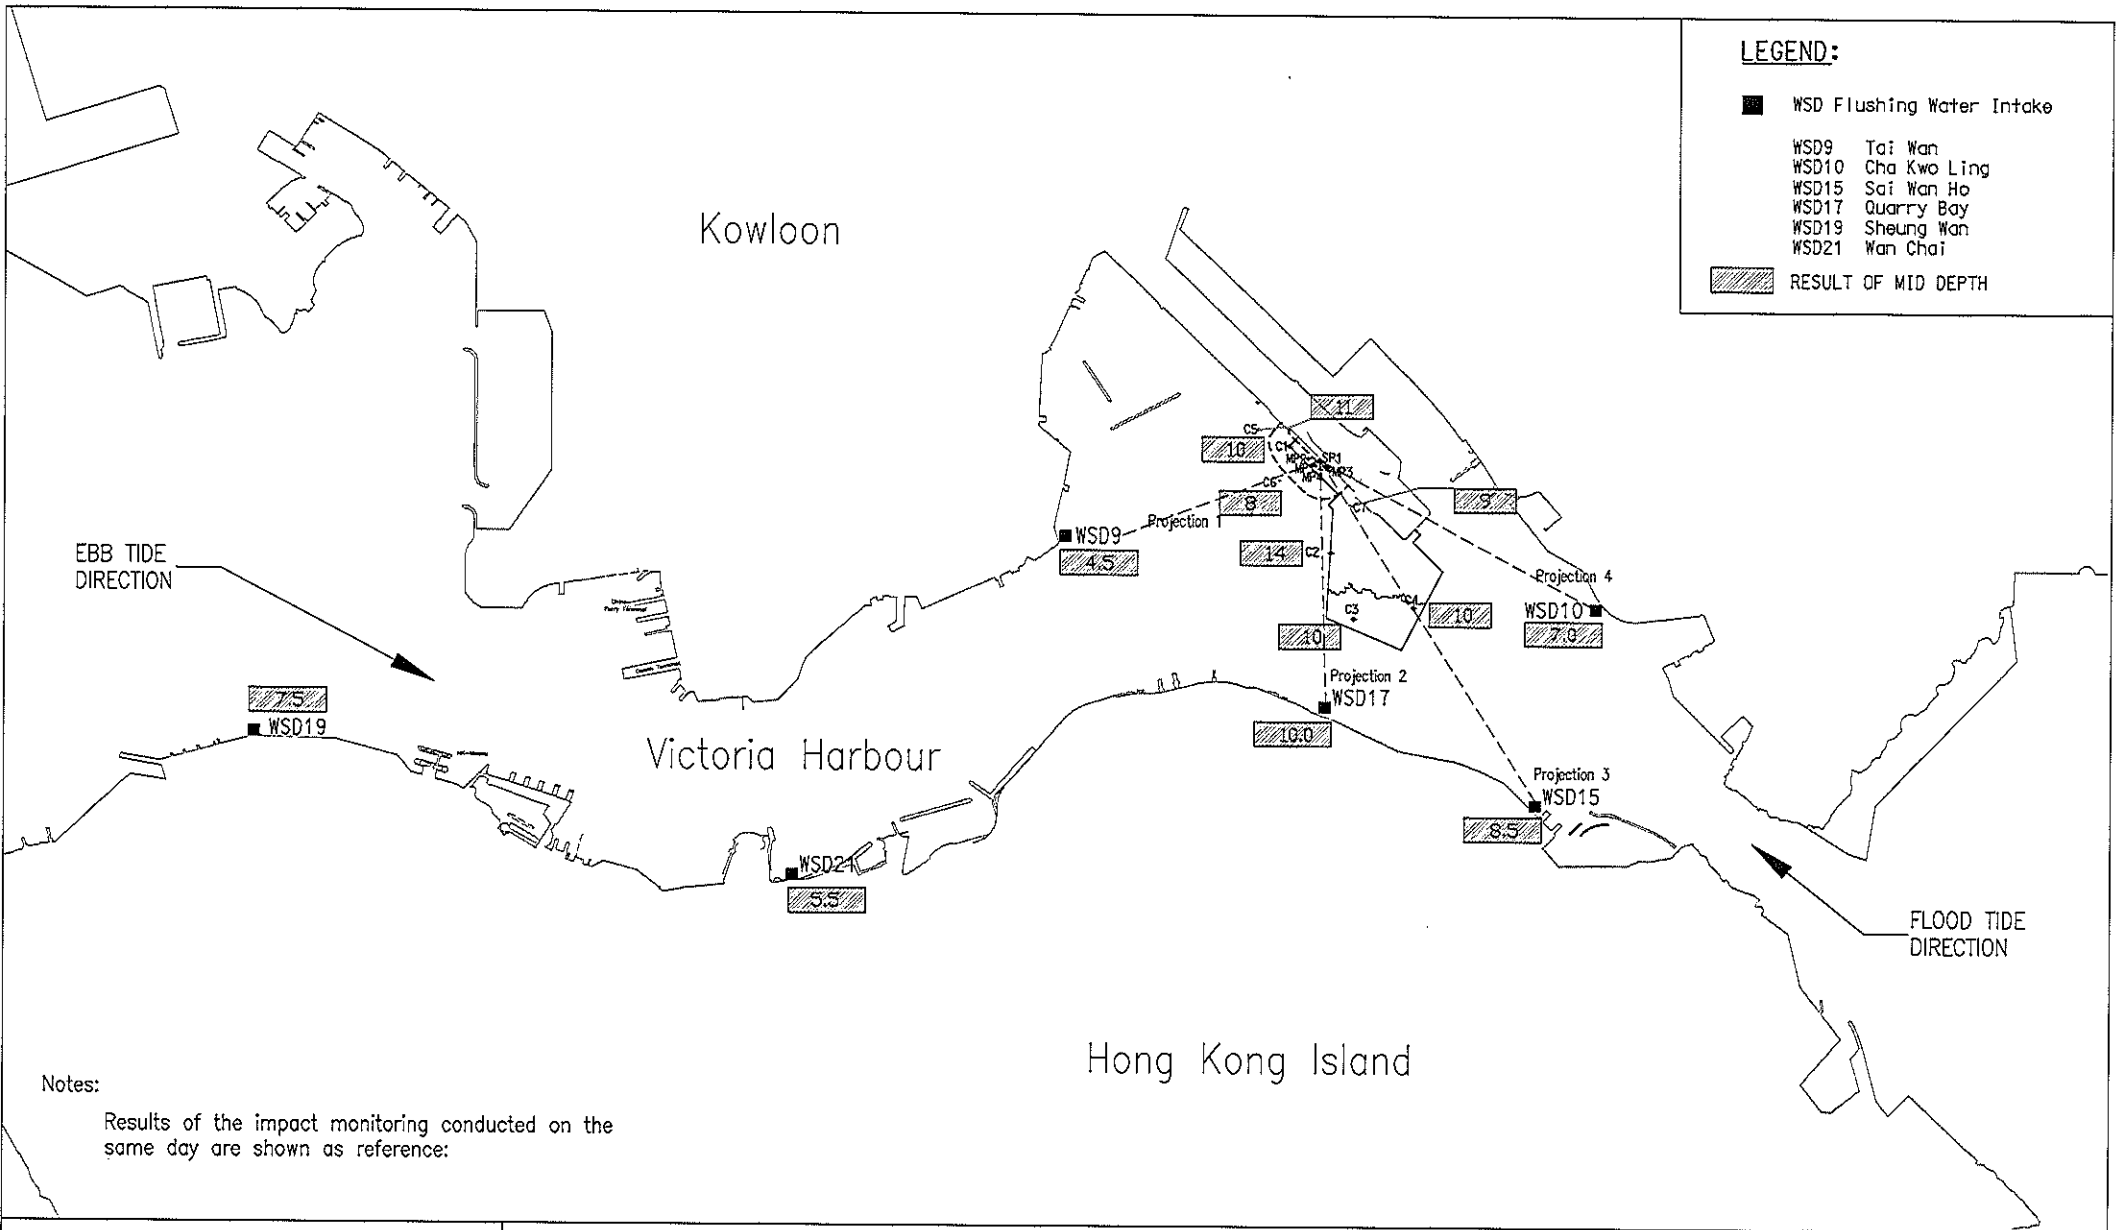 LEGEND:
WSD Flushing Water Intake
WSD9 Tai Wan
WSD10 Cha Kwo Ling
WSD15 Sai Wan Ho
WSD17 Quarry Bay
WSD19 Sheung Wan
WSD21 Wan Chai
RESULT OF MID DEPTH
Kowloon
11
C5
10
C1
SP1
MP3
MP4
C6
8
9
C7
Projection 1
WSD9
4.5
14
C2
EBB TIDE
DIRECTION
Projection 4
WSD10
7.0
C3
C4
10
10
Projection 2
WSD17
10.0
7.5
WSD19
Victoria Harbour
Projection 3
WSD15
8.5
WSD21
5.5
FLOOD TIDE
DIRECTION
Hong Kong Island
Notes:
Results of the impact monitoring conducted on the
same day are shown as reference: